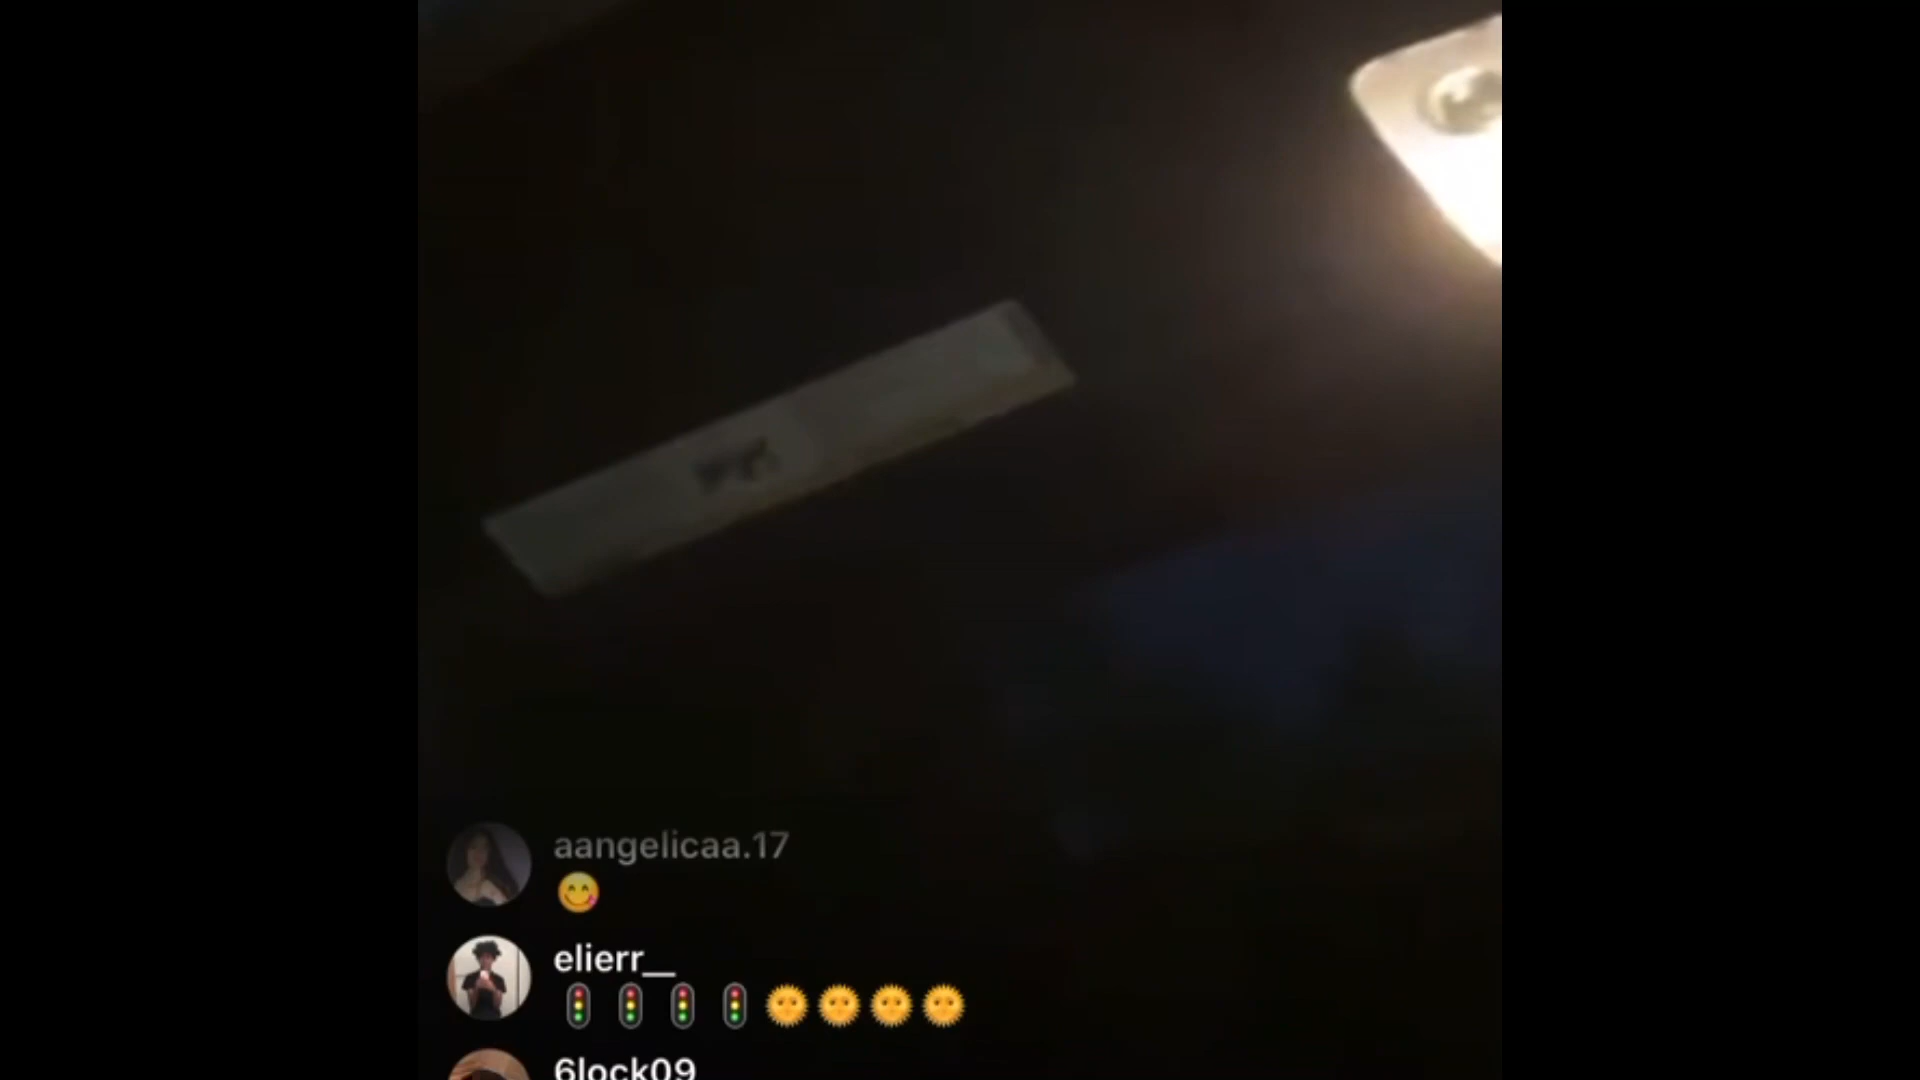 aangelicaa.17
😋
elierr__
🚦🚦🚦🚦🌞🌞🌞🌞
6lock09